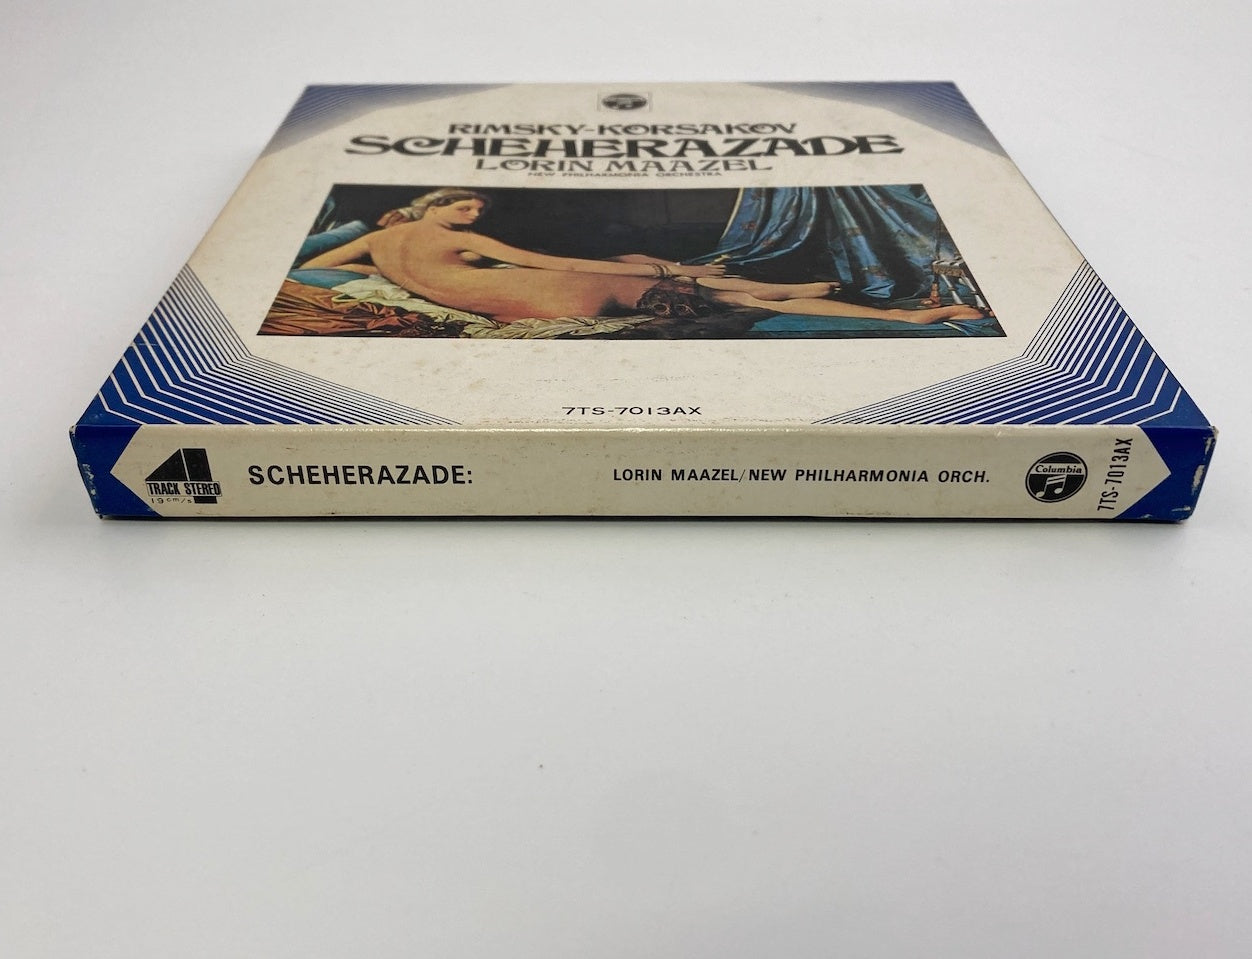 RIMSKY-KORSAKOV
SCHEHERAZADE
LORIN MAAZEL
NEW PHILHARMONIA ORCHESTRA
7TS-7013AX
4
TRACK STEREO
19cm/s
SCHEHERAZADE:
LORIN MAAZEL/NEW PHILHARMONIA ORCH.
Columbia
7TS-7013AX